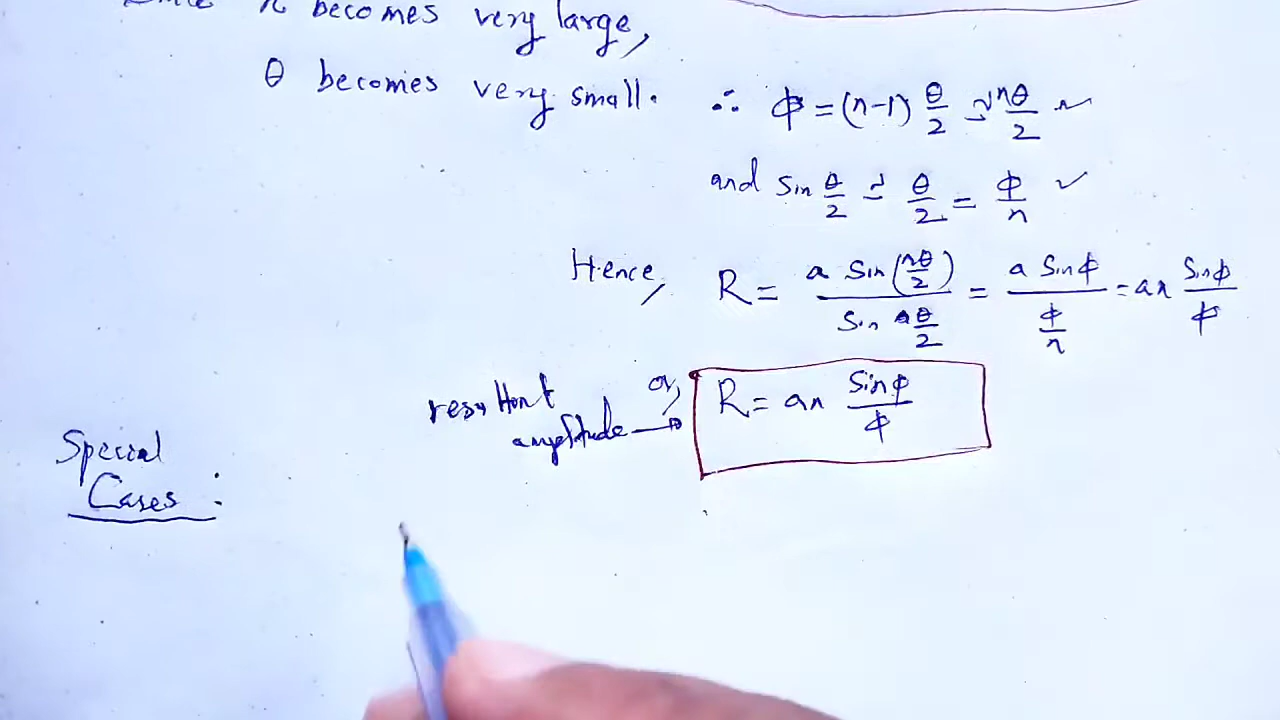 n becomes very large,
θ becomes very small. ∴ φ = (n-1) θ/2 ≃ nθ/2
and sin θ/2 ≃ θ/2 = φ/n
Hence, R = a Sin(nθ/2) / Sin θ/2 = a Sinφ / (φ/n) = an Sinφ/φ
or, R = an Sinφ/φ
resultant
amplitude →
Special
Cases :